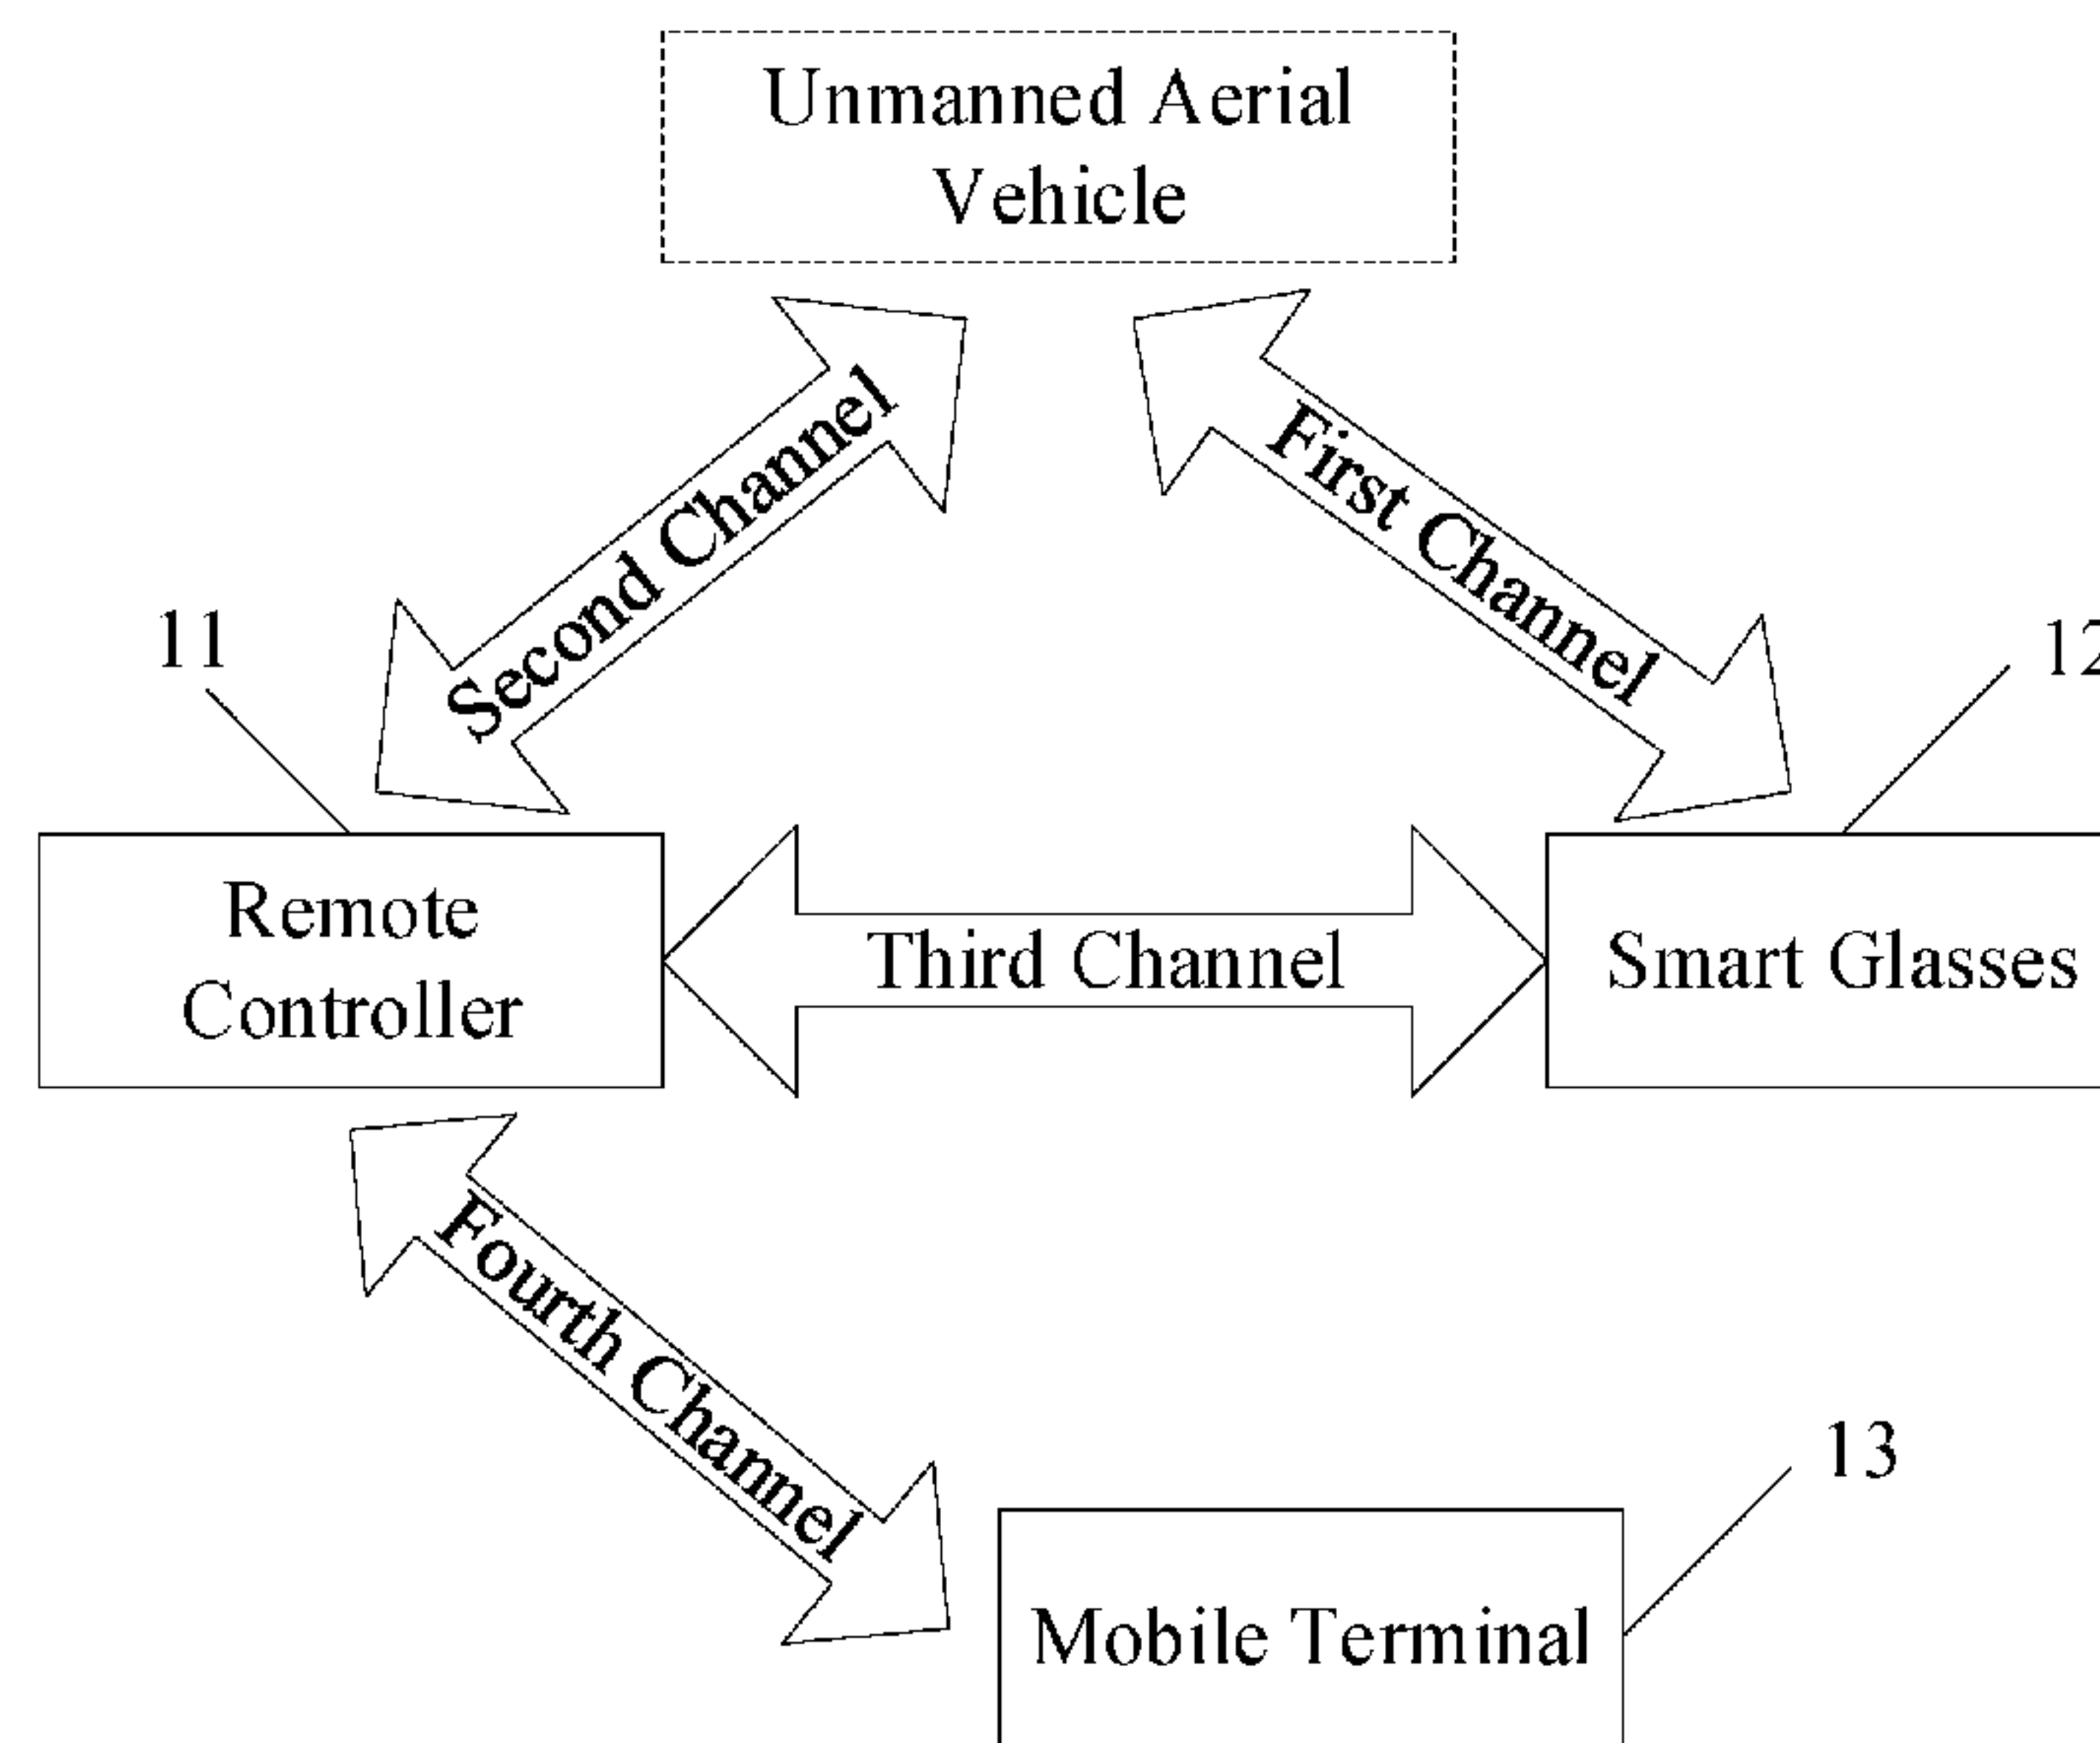 Unmanned Aerial
Vehicle
Second Channel
First Channel
11
12
Remote
Controller
Third Channel
Smart Glasses
Fourth Channel
13
Mobile Terminal